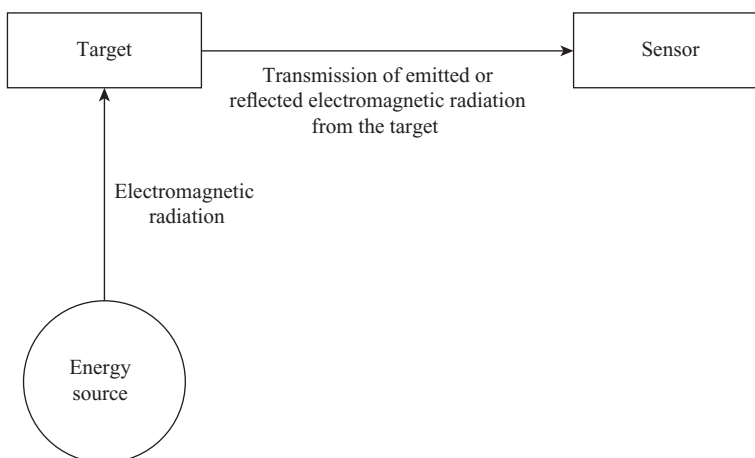 Target
Sensor
Transmission of emitted or
reflected electromagnetic radiation
from the target
Electromagnetic
radiation
Energy
source